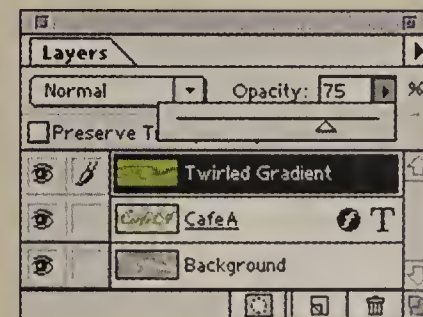 Layers
Normal Opacity: 75 %
Preserve T
Twirled Gradient
CafeA T
Background